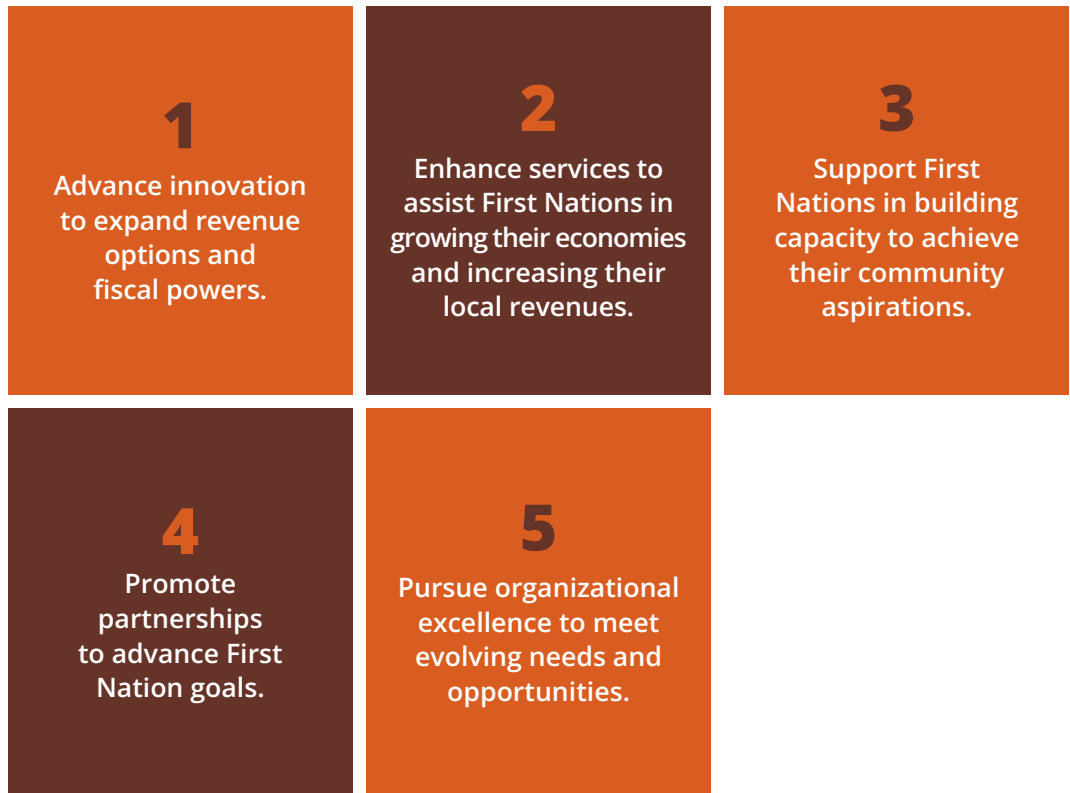 1
Advance innovation
to expand revenue
options and
fiscal powers.
2
Enhance services to
assist First Nations in
growing their economies
and increasing their
local revenues.
3
Support First
Nations in building
capacity to achieve
their community
aspirations.
4
Promote
partnerships
to advance First
Nation goals.
5
Pursue organizational
excellence to meet
evolving needs and
opportunities.